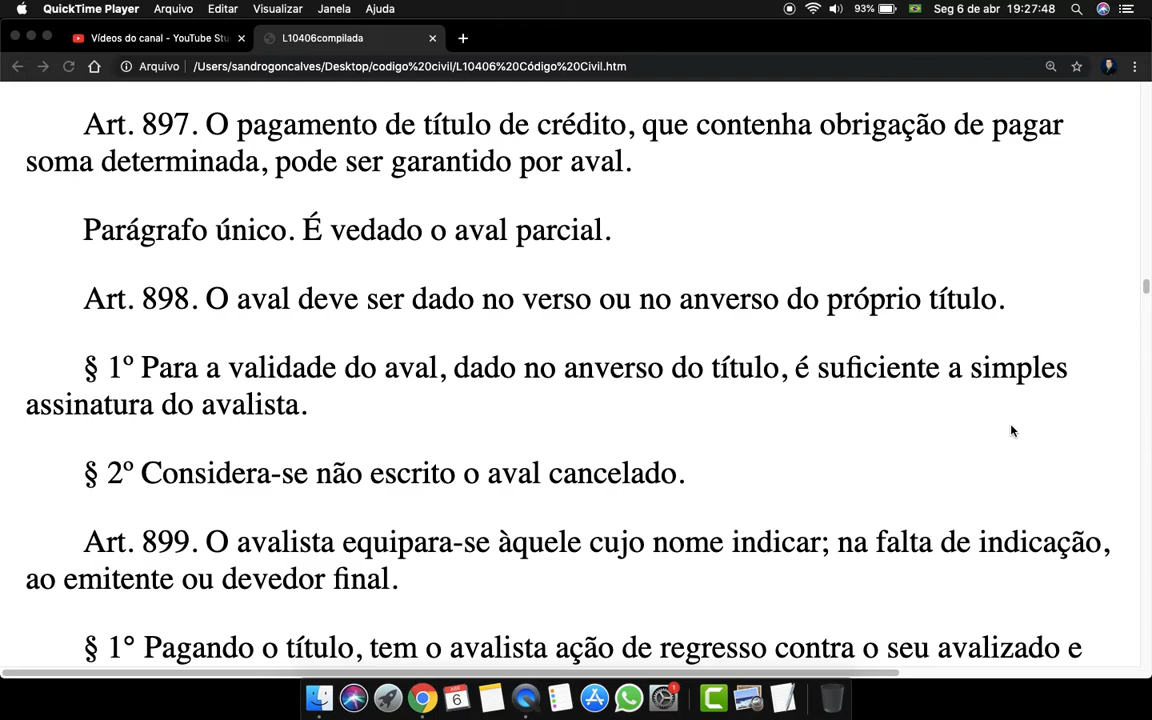 QuickTime Player Arquivo Editar Visualizar Janela Ajuda 93% Seg 6 de abr 19:27:48
Vídeos do canal - YouTube Stu L10406compilada
Arquivo /Users/sandrogoncalves/Desktop/codigo%20civil/L10406%20Código%20Civil.htm
Art. 897. O pagamento de título de crédito, que contenha obrigação de pagar
soma determinada, pode ser garantido por aval.
Parágrafo único. É vedado o aval parcial.
Art. 898. O aval deve ser dado no verso ou no anverso do próprio título.
§ 1º Para a validade do aval, dado no anverso do título, é suficiente a simples
assinatura do avalista.
§ 2º Considera-se não escrito o aval cancelado.
Art. 899. O avalista equipara-se àquele cujo nome indicar; na falta de indicação,
ao emitente ou devedor final.
§ 1° Pagando o título, tem o avalista ação de regresso contra o seu avalizado e
ABR
6
1